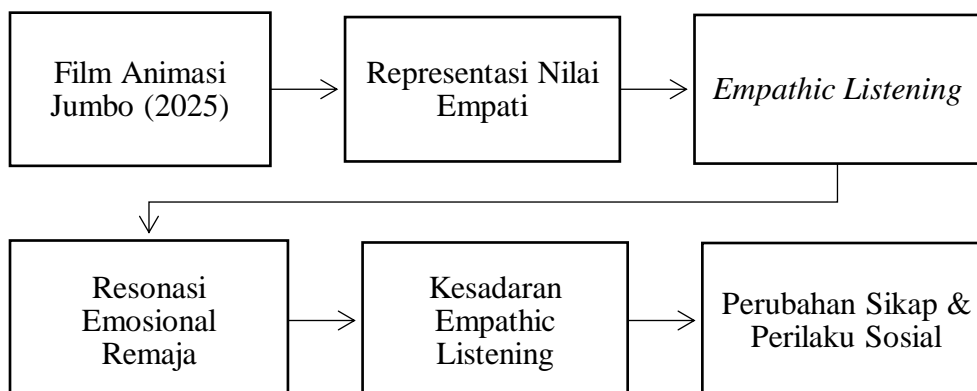 Film Animasi
Jumbo (2025)
Representasi Nilai
Empati
Empathic Listening
Resonasi
Emosional
Remaja
Kesadaran
Empathic
Listening
Perubahan Sikap &
Perilaku Sosial